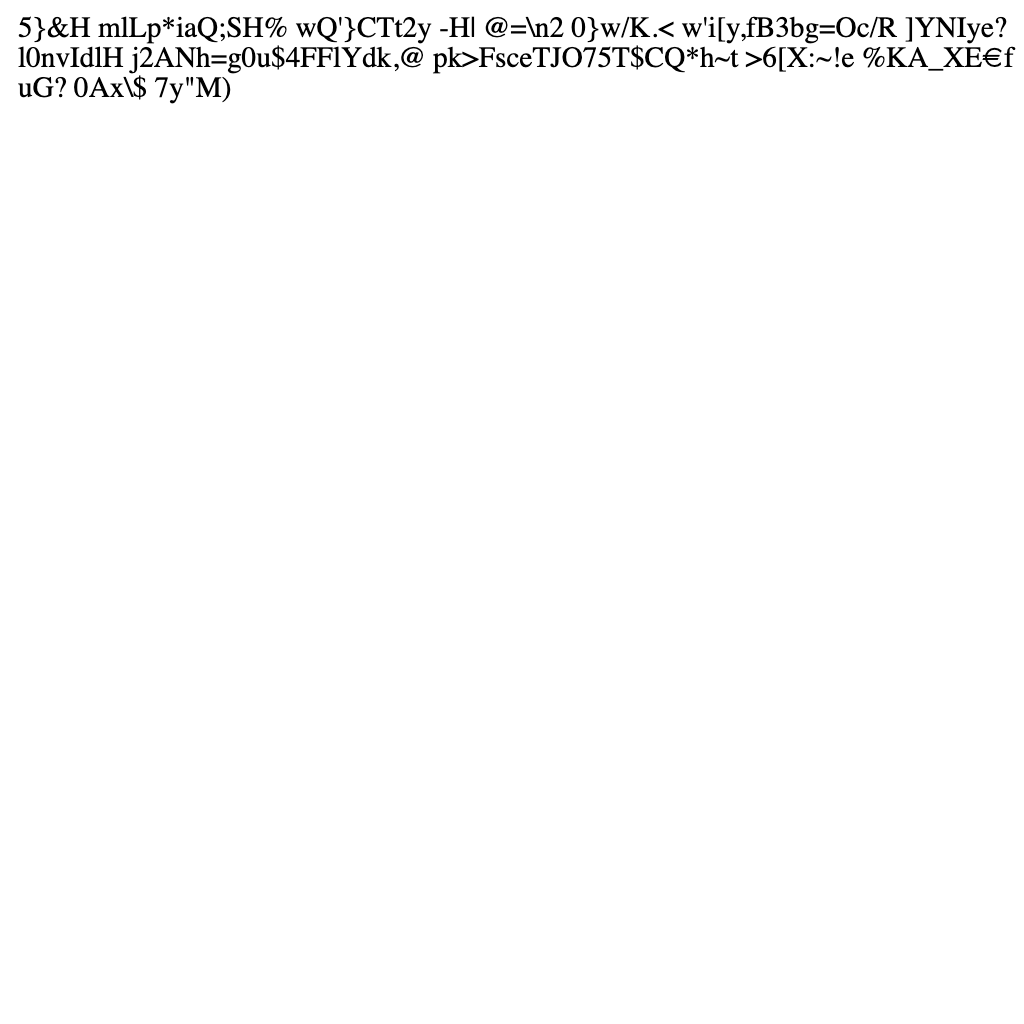 5}&H mlLp*iaQ;SH% wQ'}CTt2y -H| @=\n2 0}w/K.< w'i[y,fB3bg=Oc/R ]YNIye?
l0nvIdlH j2ANh=g0u$4FFlYdk,@ pk>FsceTJO75T$CQ*h~t >6[X:~!e %KA_XE€f
uG? 0Ax\$ 7y"M)